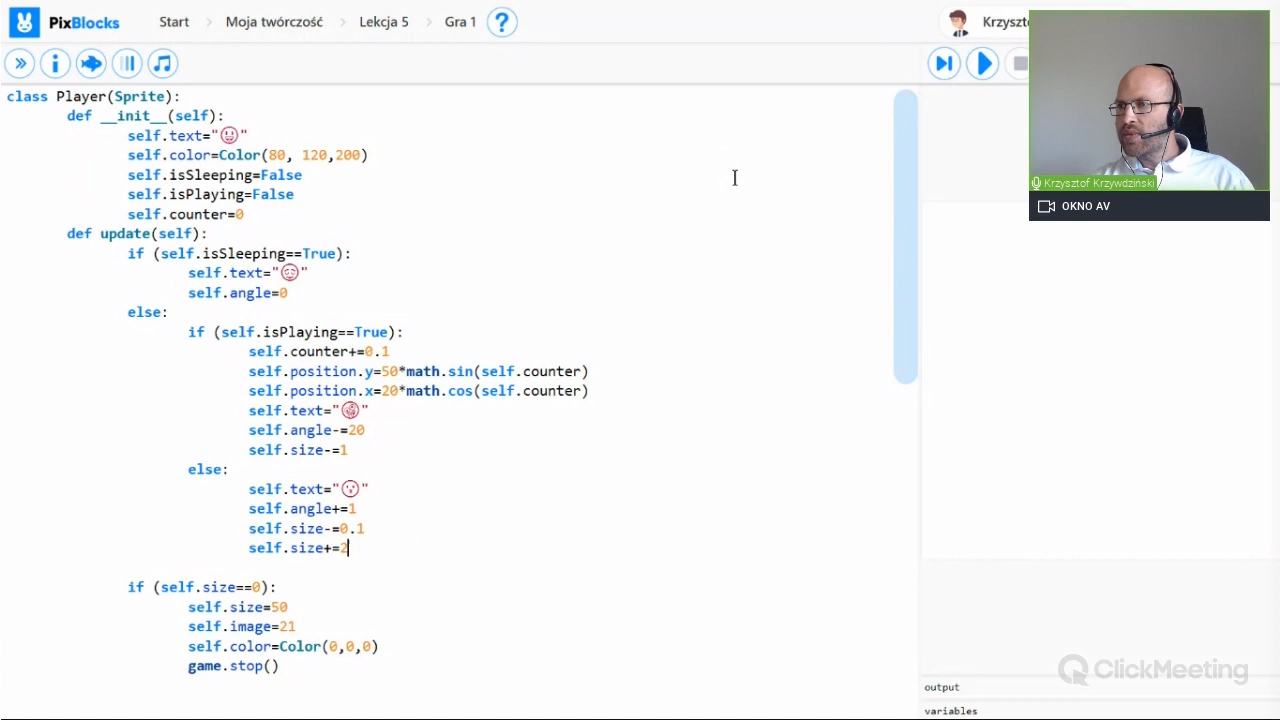 PixBlocks Start Moja twórczość Lekcja 5 Gra 1 ?
class Player(Sprite):
def __init__(self):
self.text="😀"
self.color=Color(80, 120,200)
self.isSleeping=False
self.isPlaying=False
self.counter=0
def update(self):
if (self.isSleeping==True):
self.text="😌"
self.angle=0
else:
if (self.isPlaying==True):
self.counter+=0.1
self.position.y=50*math.sin(self.counter)
self.position.x=20*math.cos(self.counter)
self.text=""
self.angle-=20
self.size-=1
else:
self.text="😗"
self.angle+=1
self.size-=0.1
self.size+=2
if (self.size==0):
self.size=50
self.image=21
self.color=Color(0,0,0)
game.stop()
Krzyszto
Krzysztof Krzywdziński
OKNO AV
ClickMeeting
output
variables